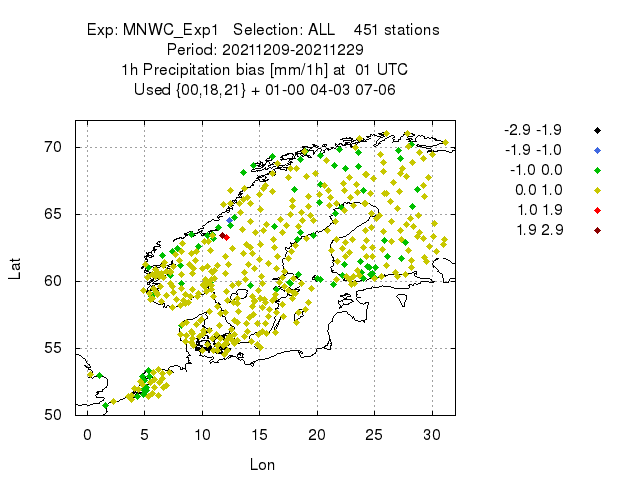 Exp: MNWC_Exp1 Selection: ALL 451 stations
Period: 20211209-20211229
1h Precipitation bias [mm/1h] at 01 UTC
Used {00,18,21} + 01-00 04-03 07-06
-2.9 -1.9
-1.9 -1.0
-1.0 0.0
0.0 1.0
1.0 1.9
1.9 2.9
70
65
60
55
50
Lat
0 5 10 15 20 25 30
Lon